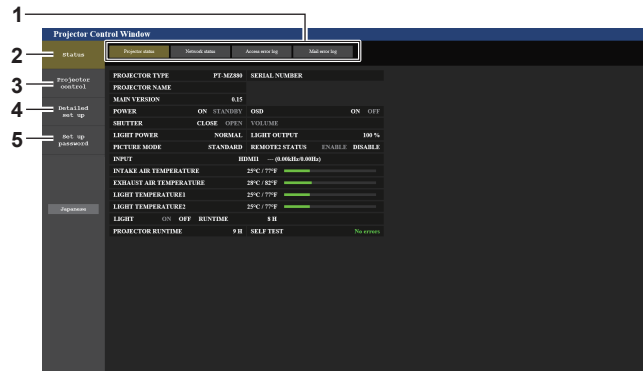 1
Projector Control Window
2
Status
Projector status Network status Access error log Mail error log
3
Projector
control
4
Detailed
set up
5
Set up
password
Japanese
PROJECTOR TYPE PT-MZ880 SERIAL NUMBER
PROJECTOR NAME
MAIN VERSION 0.15
POWER ON STANDBY OSD ON OFF
SHUTTER CLOSE OPEN VOLUME
LIGHT POWER NORMAL LIGHT OUTPUT 100 %
PICTURE MODE STANDARD REMOTE2 STATUS ENABLE DISABLE
INPUT HDMI1 --- (0.00kHz/0.00Hz)
INTAKE AIR TEMPERATURE 25°C / 77°F
EXHAUST AIR TEMPERATURE 28°C / 82°F
LIGHT TEMPERATURE1 25°C / 77°F
LIGHT TEMPERATURE2 25°C / 77°F
LIGHT ON OFF RUNTIME 8 H
PROJECTOR RUNTIME 9 H SELF TEST No errors